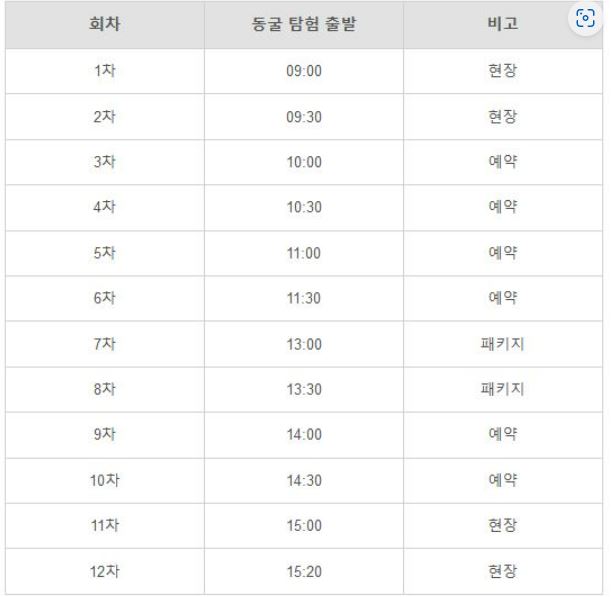 회차 동굴 탐험 출발 비고
1차 09:00 현장
2차 09:30 현장
3차 10:00 예약
4차 10:30 예약
5차 11:00 예약
6차 11:30 예약
7차 13:00 패키지
8차 13:30 패키지
9차 14:00 예약
10차 14:30 예약
11차 15:00 현장
12차 15:20 현장